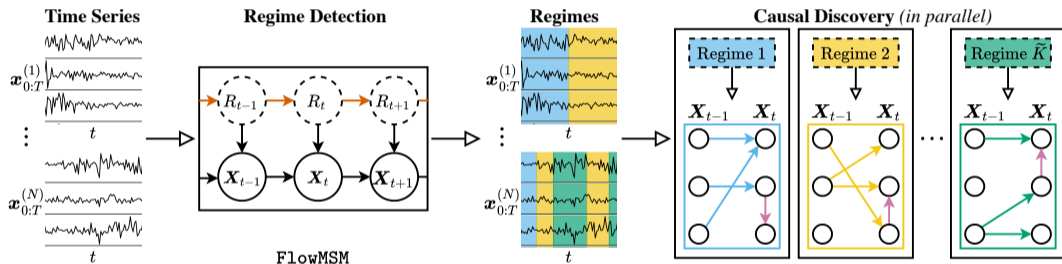 Time Series
Regime Detection
Regimes
Causal Discovery (in parallel)
x^{(1)}_{0:T}
t
⋮
x^{(N)}_{0:T}
t
R_{t−1}
R_t
R_{t+1}
X_{t−1}
X_t
X_{t+1}
FlowMSM
x^{(1)}_{0:T}
t
⋮
x^{(N)}_{0:T}
t
Regime 1
X_{t−1} X_t
Regime 2
X_{t−1} X_t
⋯
Regime K̃
X_{t−1} X_t